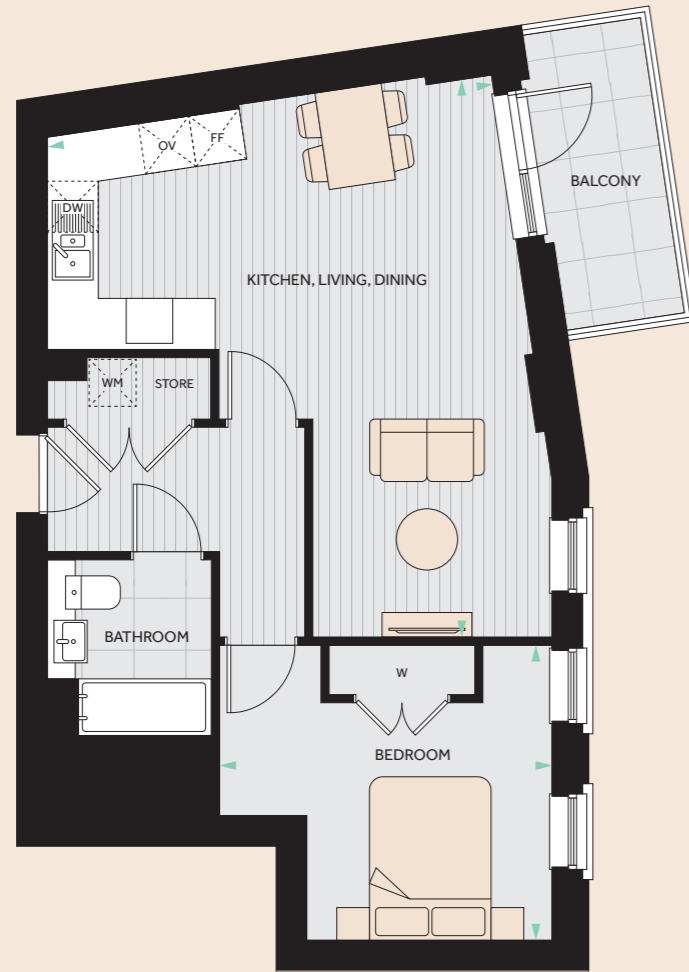 OV
FF
BALCONY
DW
KITCHEN, LIVING, DINING
WM
STORE
BATHROOM
W
BEDROOM